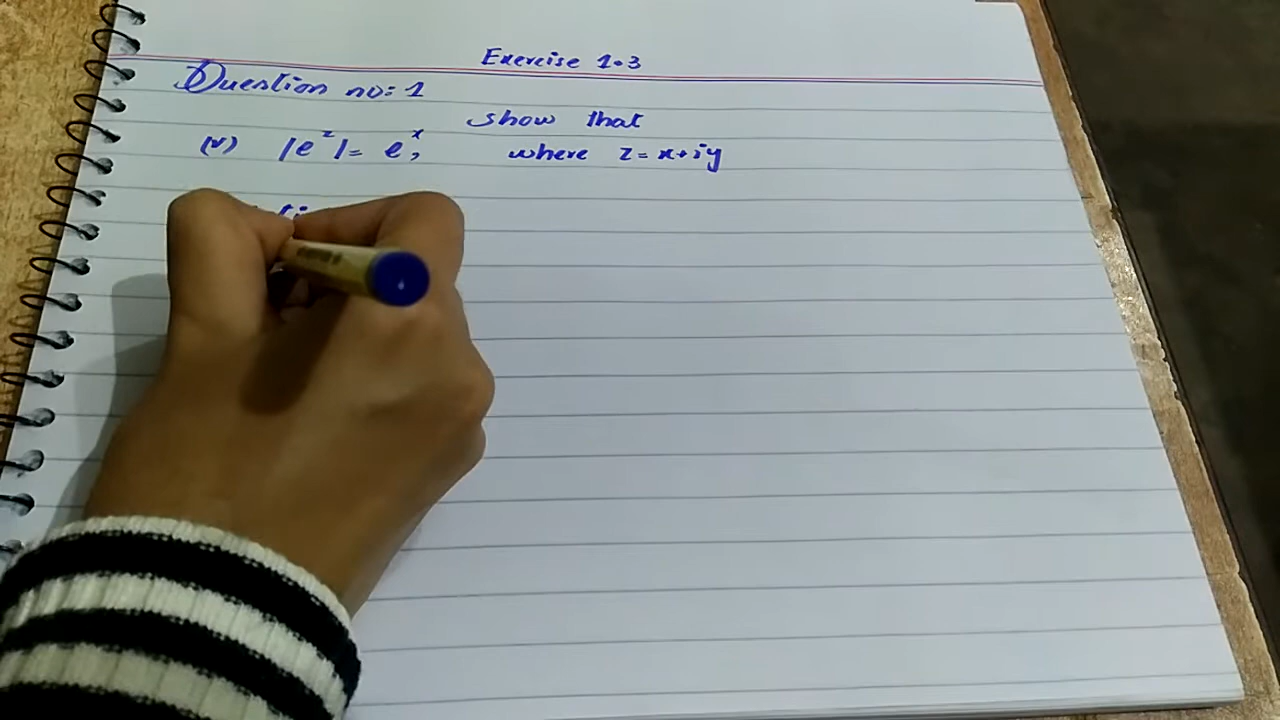 Exercise 1.3
Question no: 1
show that
(v) |e^z| = e^x, where z = x+iy